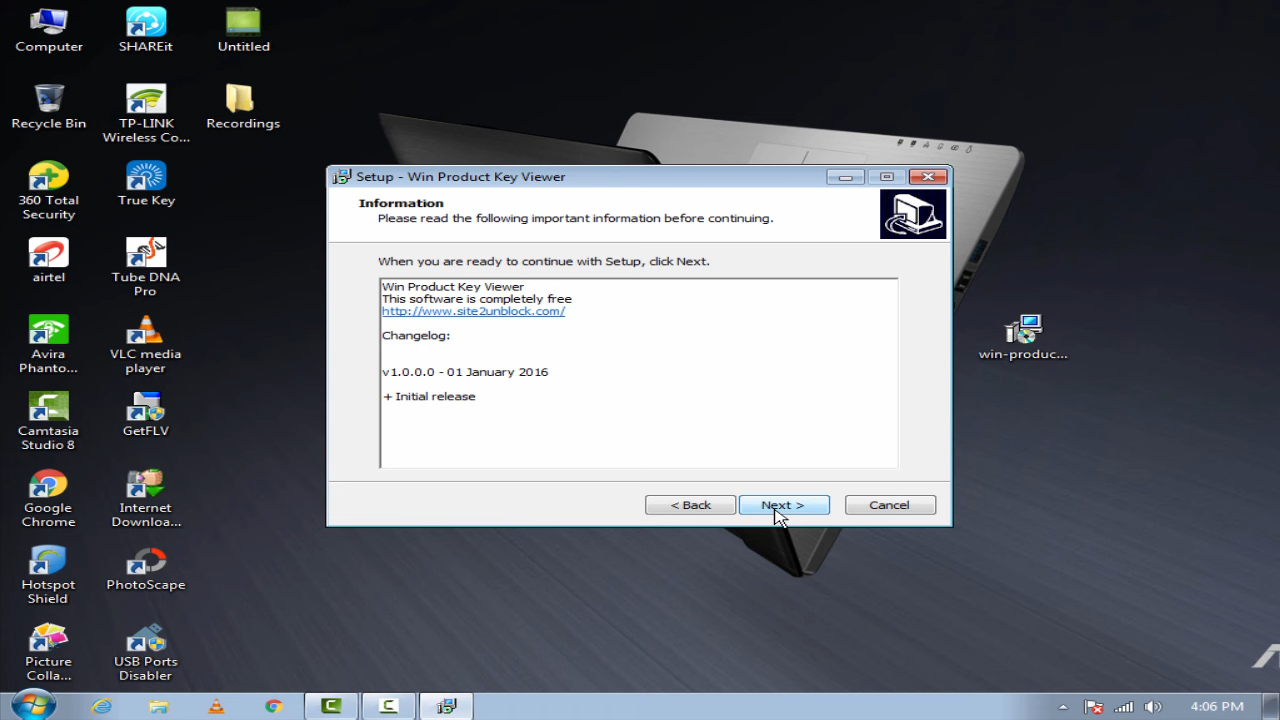 Computer
SHAREit
Untitled
Recycle Bin
TP-LINK
Wireless Co...
Recordings
360 Total
Security
True Key
airtel
Tube DNA
Pro
Avira
Phanto...
VLC media
player
Camtasia
Studio 8
GetFLV
Google
Chrome
Internet
Downloa...
Hotspot
Shield
PhotoScape
Picture
Colla...
USB Ports
Disabler
Setup - Win Product Key Viewer
Information
Please read the following important information before continuing.
When you are ready to continue with Setup, click Next.
Win Product Key Viewer
This software is completely free
http://www.site2unblock.com/
Changelog:
v1.0.0.0 - 01 January 2016
+ Initial release
< Back
Next >
Cancel
win-produc...
4:06 PM